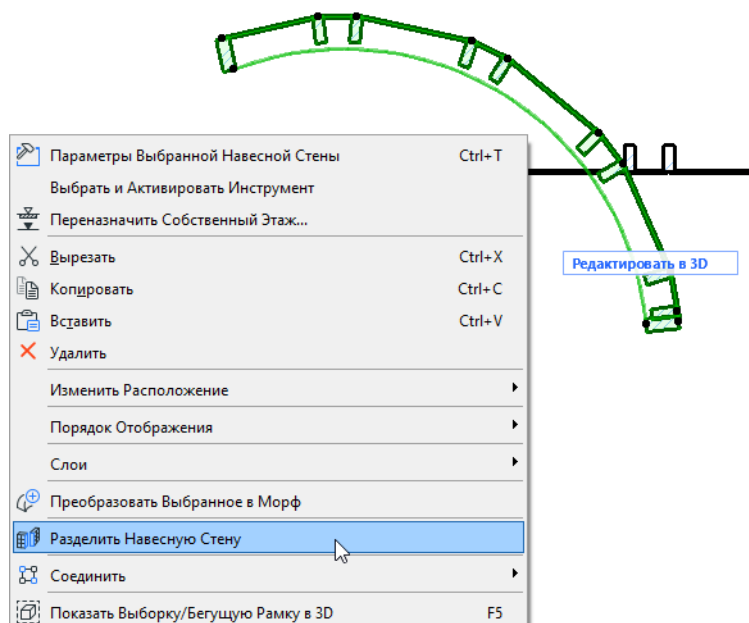 Параметры Выбранной Навесной Стены Ctrl+T
Выбрать и Активировать Инструмент
Переназначить Собственный Этаж...
Вырезать Ctrl+X
Копировать Ctrl+C
Вставить Ctrl+V
Удалить
Изменить Расположение
Порядок Отображения
Слои
Преобразовать Выбранное в Морф
Разделить Навесную Стену
Соединить
Показать Выборку/Бегущую Рамку в 3D F5
Редактировать в 3D